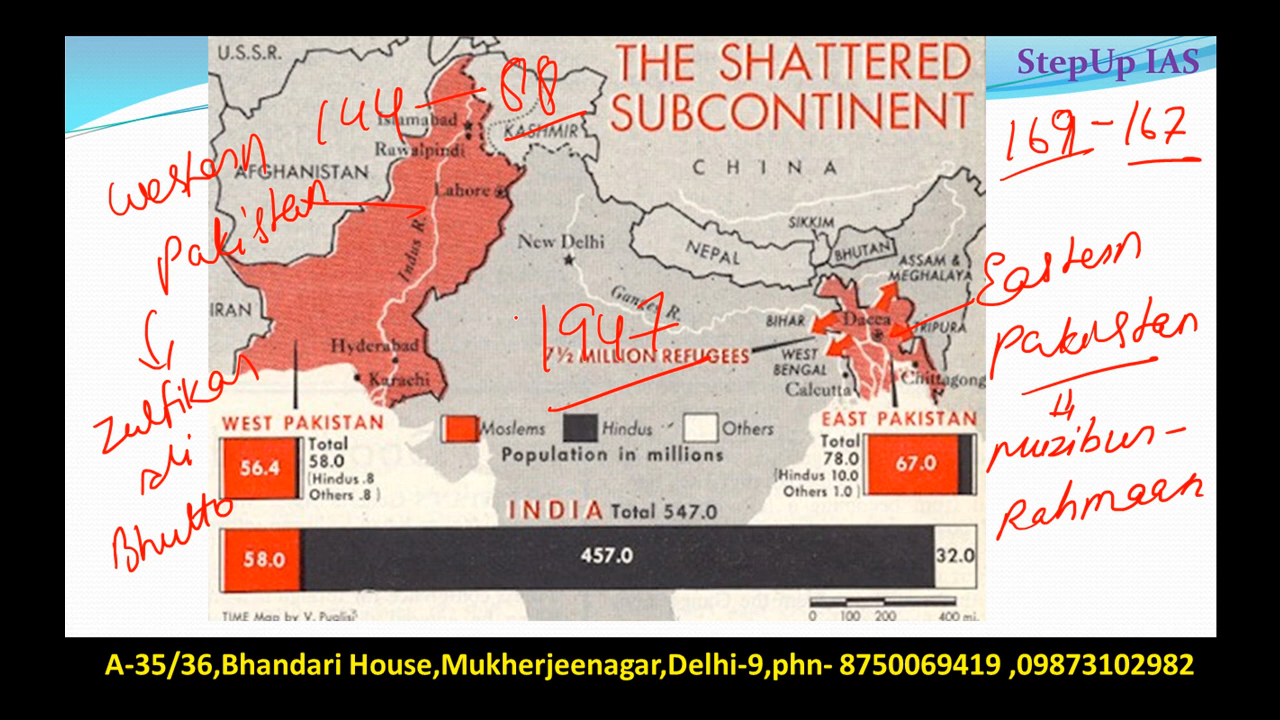 StepUp IAS
THE SHATTERED
SUBCONTINENT
U.S.S.R.
144 - 88
169 - 167
Islamabad
KASHMIR
Rawalpindi
AFGHANISTAN
Western
Pakistan
Lahore
CHINA
Indus R.
New Delhi
SIKKIM
NEPAL
BHUTAN
ASSAM &
MEGHALAYA
Eastern
Pakistan
IRAN
Ganges R.
1947
BIHAR
Dacca
TRIPURA
Hyderabad
7½ MILLION REFUGEES
WEST
BENGAL
Karachi
Calcutta
Chittagong
Zulfikar
Ali
Bhutto
Muzibur-
Rahmaan
WEST PAKISTAN
56.4
Total
58.0
(Hindus .8
Others .8)
Moslems
Hindus
Others
Population in millions
EAST PAKISTAN
Total
78.0
(Hindus 10.0
Others 1.0)
67.0
INDIA Total 547.0
58.0
457.0
32.0
TIME Map by V. Puglisi
0 100 200 400 mi.
A-35/36,Bhandari House,Mukherjeenagar,Delhi-9,phn- 8750069419 ,09873102982